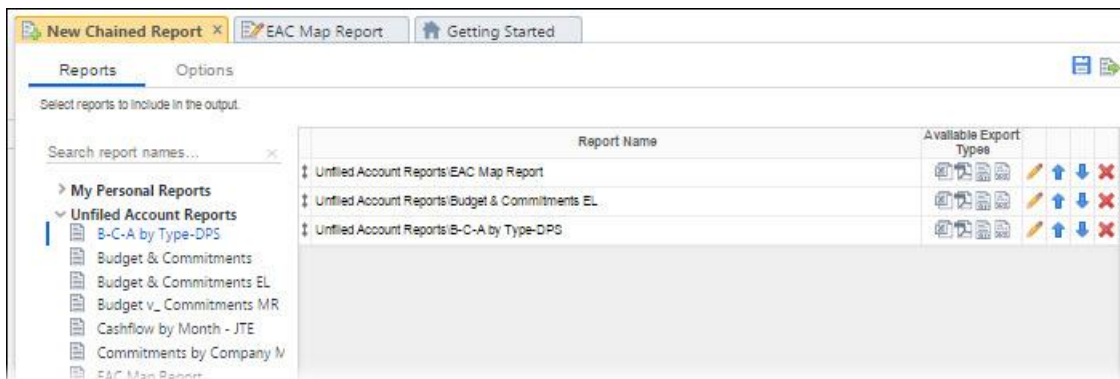 New Chained Report × EAC Map Report Getting Started
Reports Options
Select reports to include in the output.
Search report names... ×
> My Personal Reports
Unfiled Account Reports
B-C-A by Type-DPS
Budget & Commitments
Budget & Commitments EL
Budget v_ Commitments MR
Cashflow by Month - JTE
Commitments by Company M
EAC Map Report
Report Name Available Export
Types
Unfiled Account Reports\EAC Map Report
Unfiled Account Reports\Budget & Commitments EL
Unfiled Account Reports\B-C-A by Type-DPS